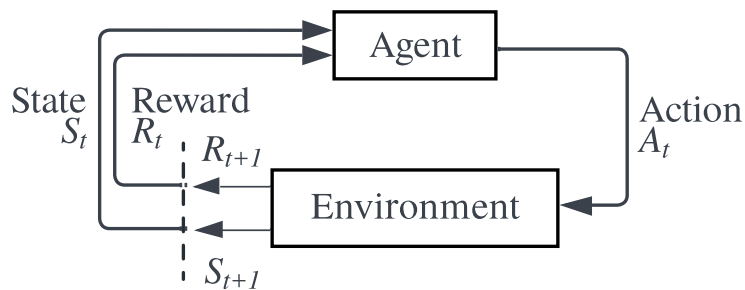 Agent
State
S_t
Reward
R_t
Action
A_t
R_{t+1}
Environment
S_{t+1}